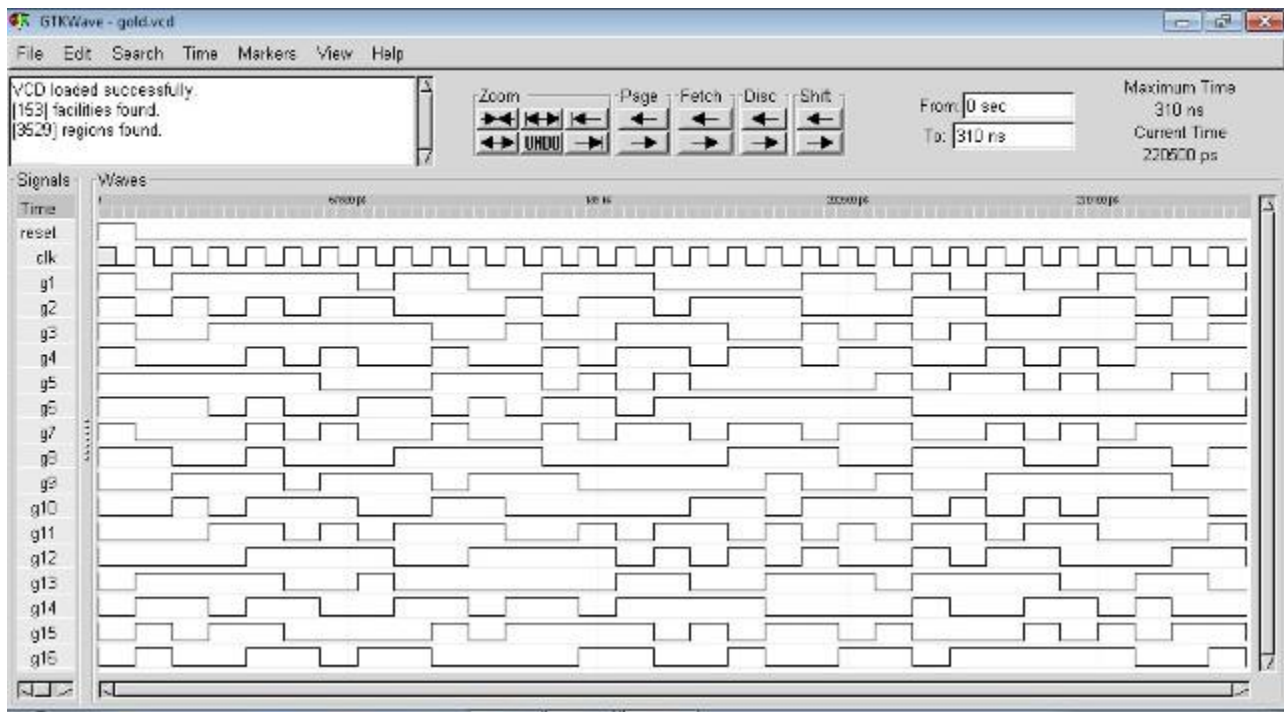 GTKWave - gold.vcd
File Edit Search Time Markers View Help
VCD loaded successfully.
[153] facilities found.
[3529] regions found.
Zoom Page Fetch Disc Shift
UNDO
From: 0 sec
To: 310 ns
Maximum Time
310 ns
Current Time
220500 ps
Signals
Waves
Time
reset
clk
g1
g2
g3
g4
g5
g6
g7
g8
g9
g10
g11
g12
g13
g14
g15
g16